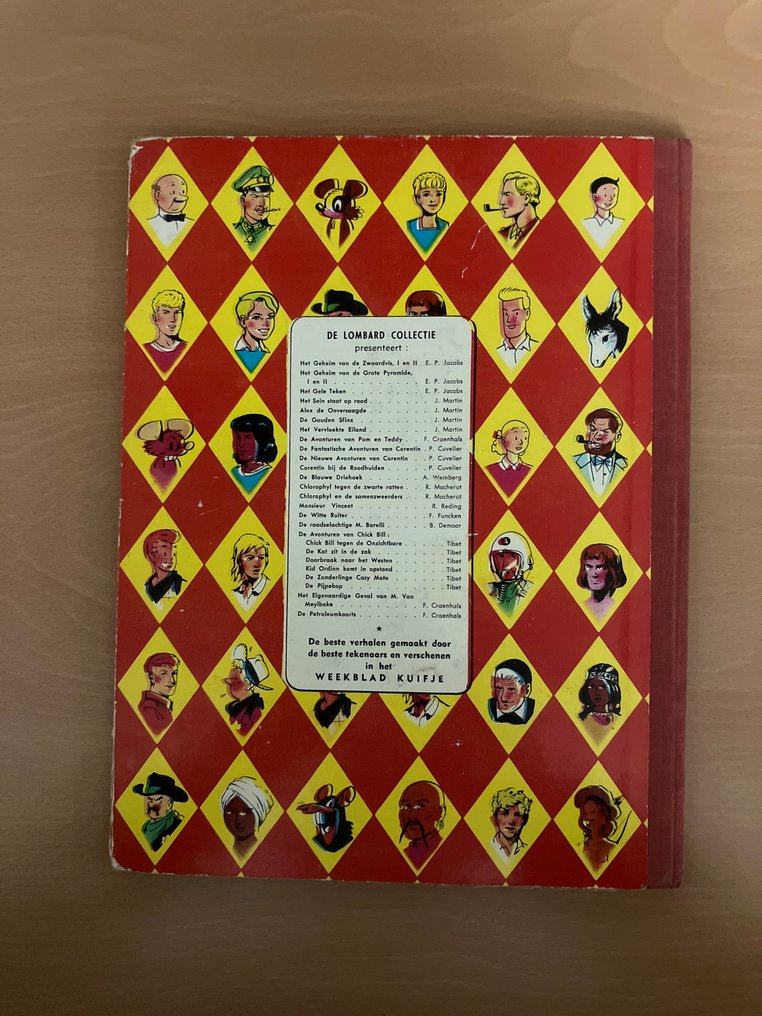 DE LOMBARD COLLECTIE
presenteert :
Het Geheim van de Zwaardvis, I en II E. P. Jacobs
Het Geheim van de Grote Pyramide,
I en II . . . . . . . . . . E. P. Jacobs
Het Gele Teken . . . . . . . . E. P. Jacobs
Het Sein staat op rood . . . . . . . J. Martin
Alex de Onversaagde . . . . . . . J. Martin
De Gouden Sfinx . . . . . . . . J. Martin
Het Vervloekte Eiland . . . . . . . J. Martin
De Avonturen van Pom en Teddy . F. Craenhals
De Fantastische Avonturen van Corentin . P. Cuvelier
De Nieuwe Avonturen van Corentin . . P. Cuvelier
Corentin bij de Roodhuiden . . . . P. Cuvelier
De Blauwe Driehoek . . . . . . A. Weinberg
Chlorophyl tegen de zwarte ratten . . R. Macherot
Chlorophyl en de samenzweerders . . R. Macherot
Monsieur Vincent . . . . . . . . R. Reding
De Witte Ruiter . . . . . . . . F. Funcken
De raadselachtige M. Barelli . . . . B. Demoor
De Avonturen van Chick Bill :
Chick Bill tegen de Onzichtbare . . . . Tibet
De Kat zit in de zak . . . . . . . Tibet
Doorbraak naar het Westen . . . . . Tibet
Kid Ordinn komt in opstand . . . . . Tibet
De Zonderlinge Casy Moto . . . . . Tibet
De Pijpekop . . . . . . . . . Tibet
Het Eigenaardige Geval van M. Van
Meylbeke . . . . . . . . . F. Craenhals
De Petroleumkoorts . . . . . . . F. Craenhals
★
De beste verhalen gemaakt door
de beste tekenaars en verschenen
in het
WEEKBLAD KUIFJE